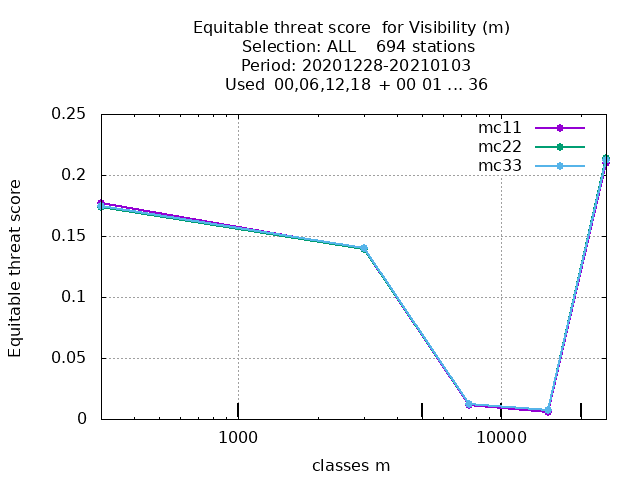 Equitable threat score  for Visibility (m)
Selection: ALL    694 stations
Period: 20201228-20210103
Used  00,06,12,18 + 00 01 ... 36
0.25
mc11
mc22
mc33
0.2
0.15
0.1
0.05
0
Equitable threat score
1000
10000
classes m